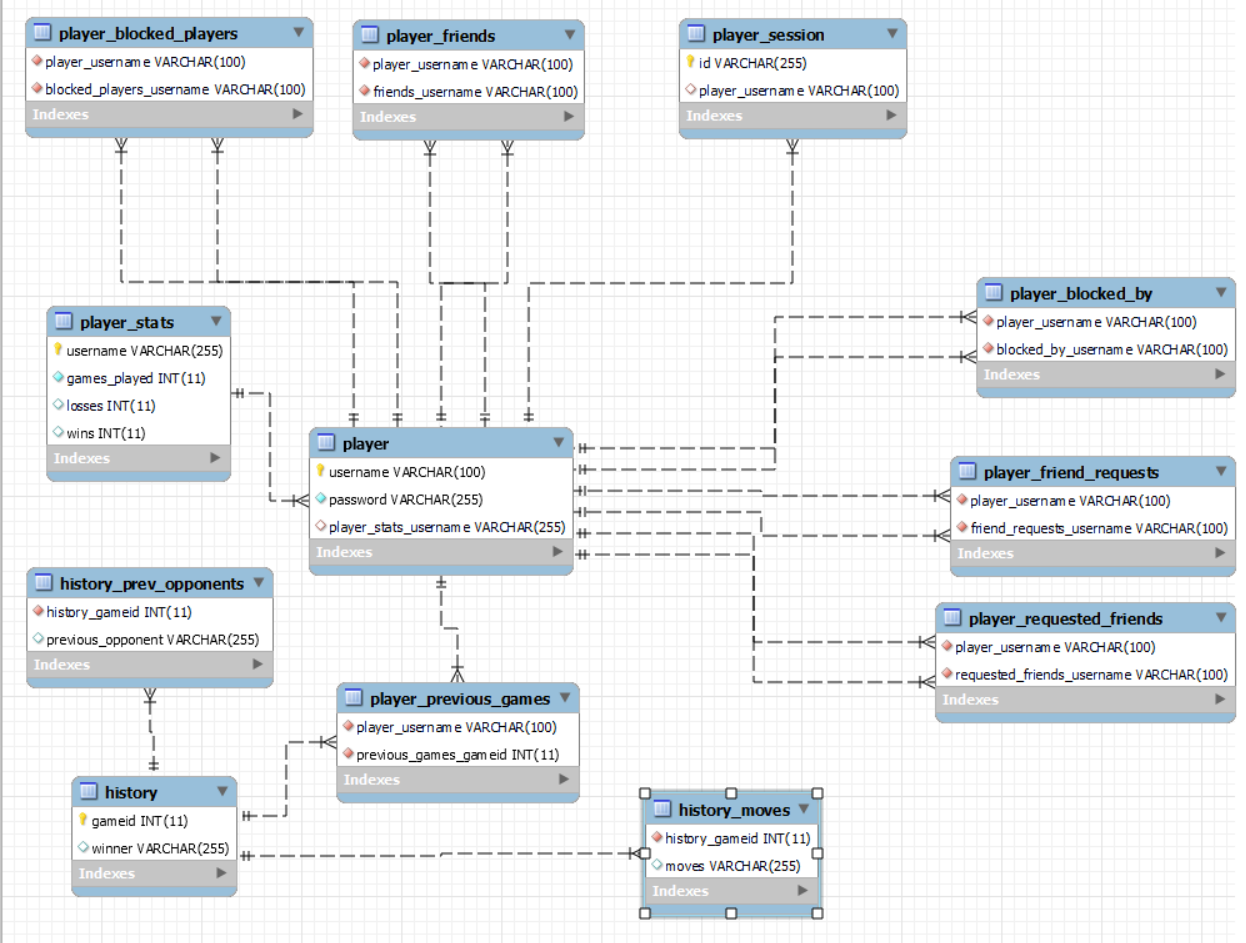 player_blocked_players
player_username VARCHAR(100)
blocked_players_username VARCHAR(100)
Indexes
player_friends
player_username VARCHAR(100)
friends_username VARCHAR(100)
Indexes
player_session
id VARCHAR(255)
player_username VARCHAR(100)
Indexes
player_blocked_by
player_username VARCHAR(100)
blocked_by_username VARCHAR(100)
Indexes
player_stats
username VARCHAR(255)
games_played INT(11)
losses INT(11)
wins INT(11)
Indexes
player
username VARCHAR(100)
password VARCHAR(255)
player_stats_username VARCHAR(255)
Indexes
player_friend_requests
player_username VARCHAR(100)
friend_requests_username VARCHAR(100)
Indexes
history_prev_opponents
history_gameid INT(11)
previous_opponent VARCHAR(255)
Indexes
player_requested_friends
player_username VARCHAR(100)
requested_friends_username VARCHAR(100)
Indexes
player_previous_games
player_username VARCHAR(100)
previous_games_gameid INT(11)
Indexes
history
gameid INT(11)
winner VARCHAR(255)
Indexes
history_moves
history_gameid INT(11)
moves VARCHAR(255)
Indexes